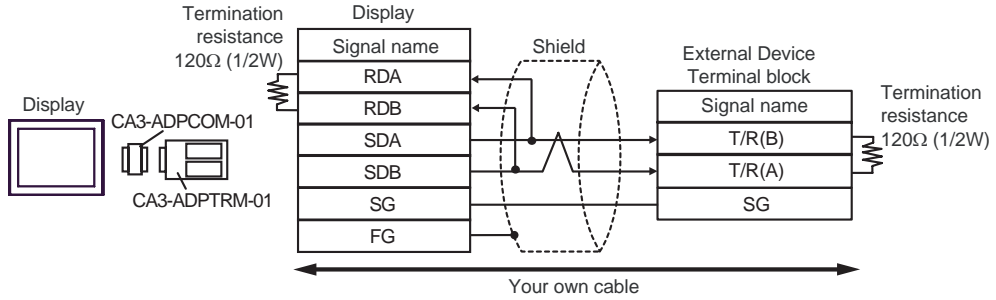 Termination
resistance
120Ω (1/2W)
Display
Signal name
RDA
RDB
SDA
SDB
SG
FG
Shield
External Device
Terminal block
Signal name
T/R(B)
T/R(A)
SG
Termination
resistance
120Ω (1/2W)
Display
CA3-ADPCOM-01
CA3-ADPTRM-01
Your own cable